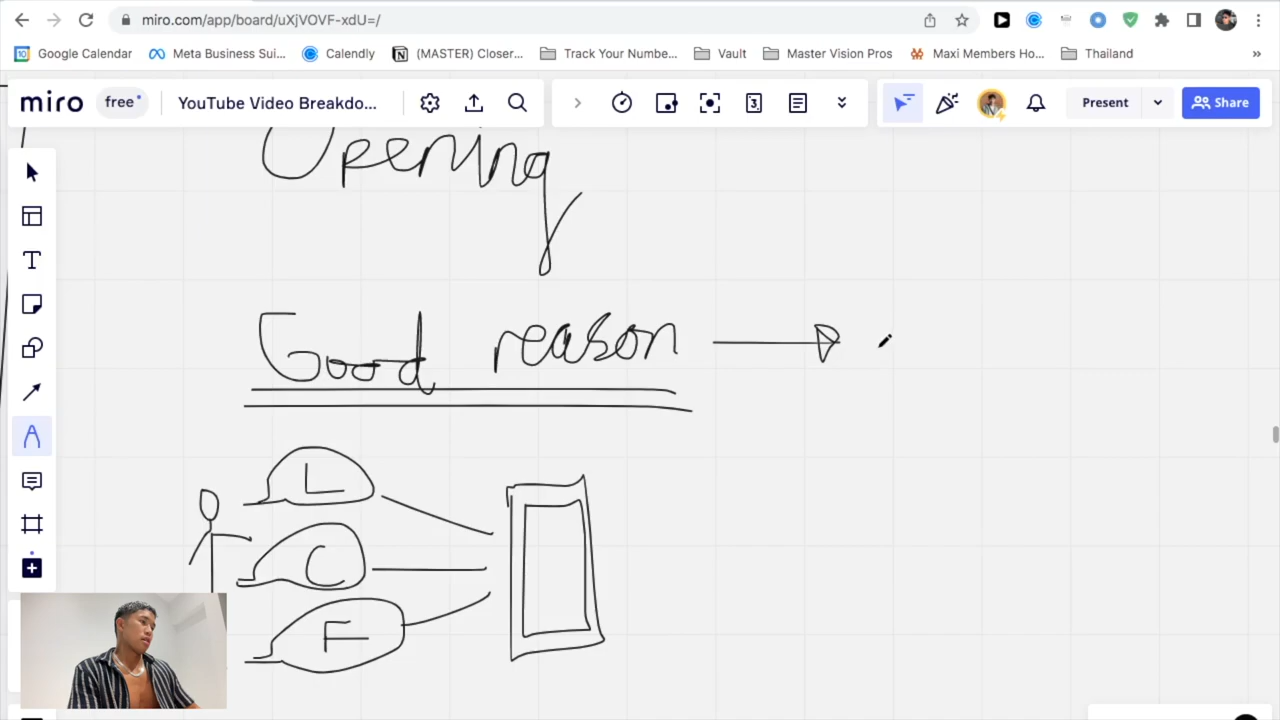 miro.com/app/board/uXjVOVF-xdU=/
10 Google Calendar Meta Business Sui... Calendly (MASTER) Closer... Track Your Numbe... Vault Master Vision Pros Maxi Members Ho... Thailand »
miro free YouTube Video Breakdo... 3 Present Share
Opening
T
Good reason
L
C
F